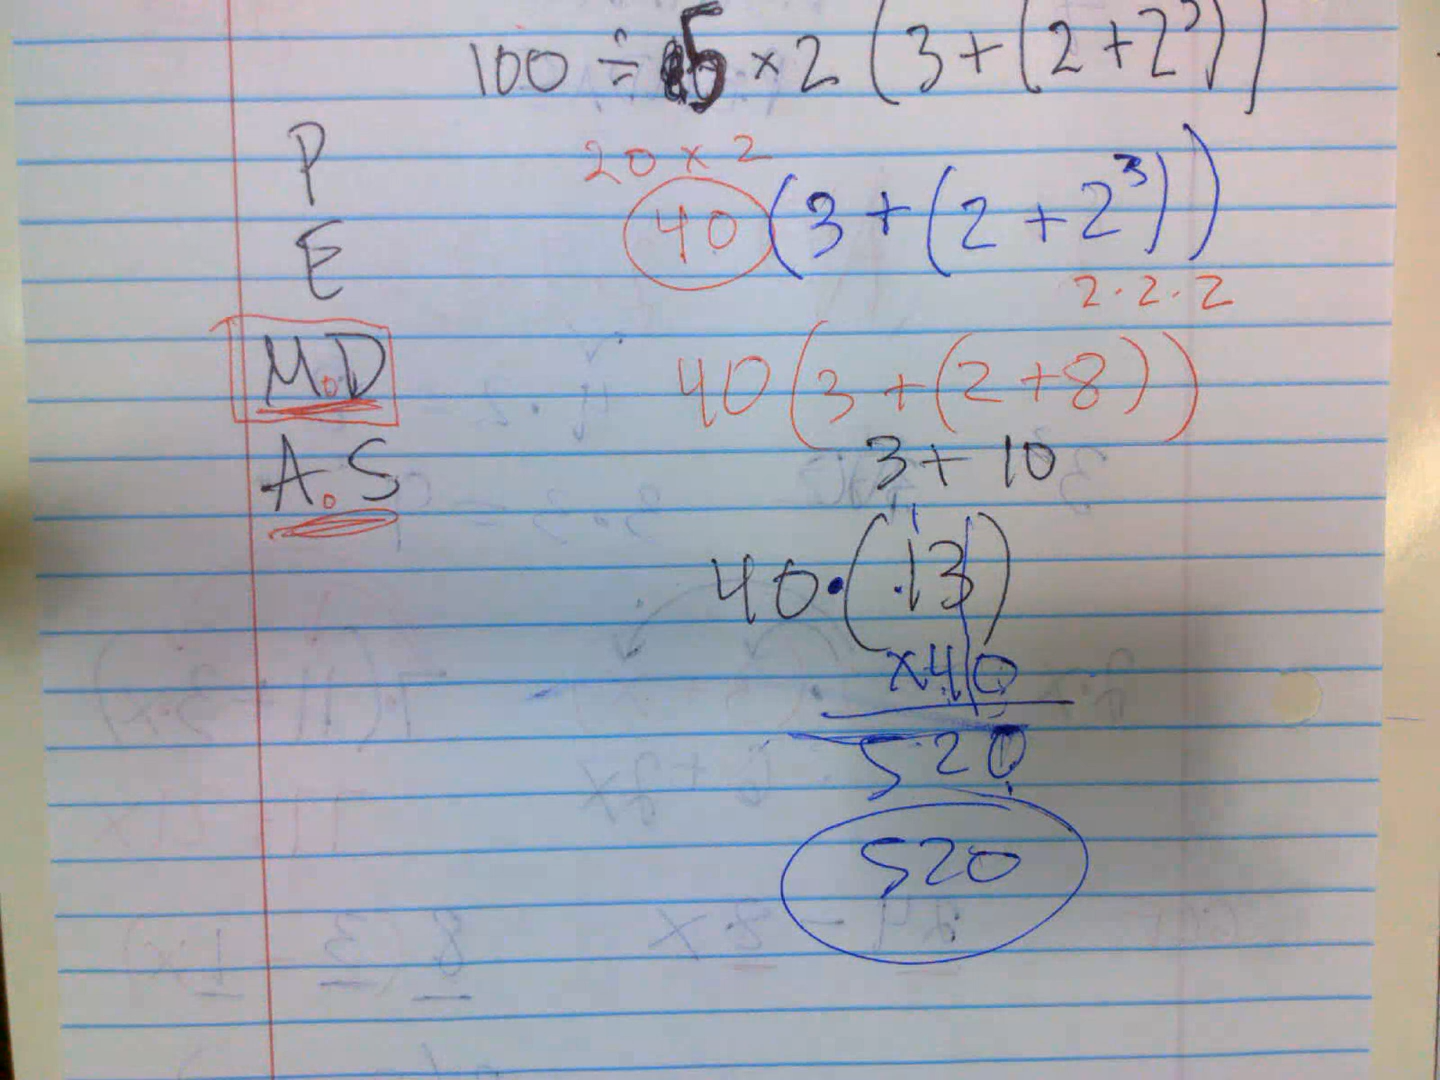 100 ÷ 5 × 2 (3 + (2 + 2³))
P
20 × 2
40 (3 + (2 + 2³))
E
2·2·2
M.D
40 (3 + (2 + 8))
A.S
3 + 10
40·(13)
×40
520
520